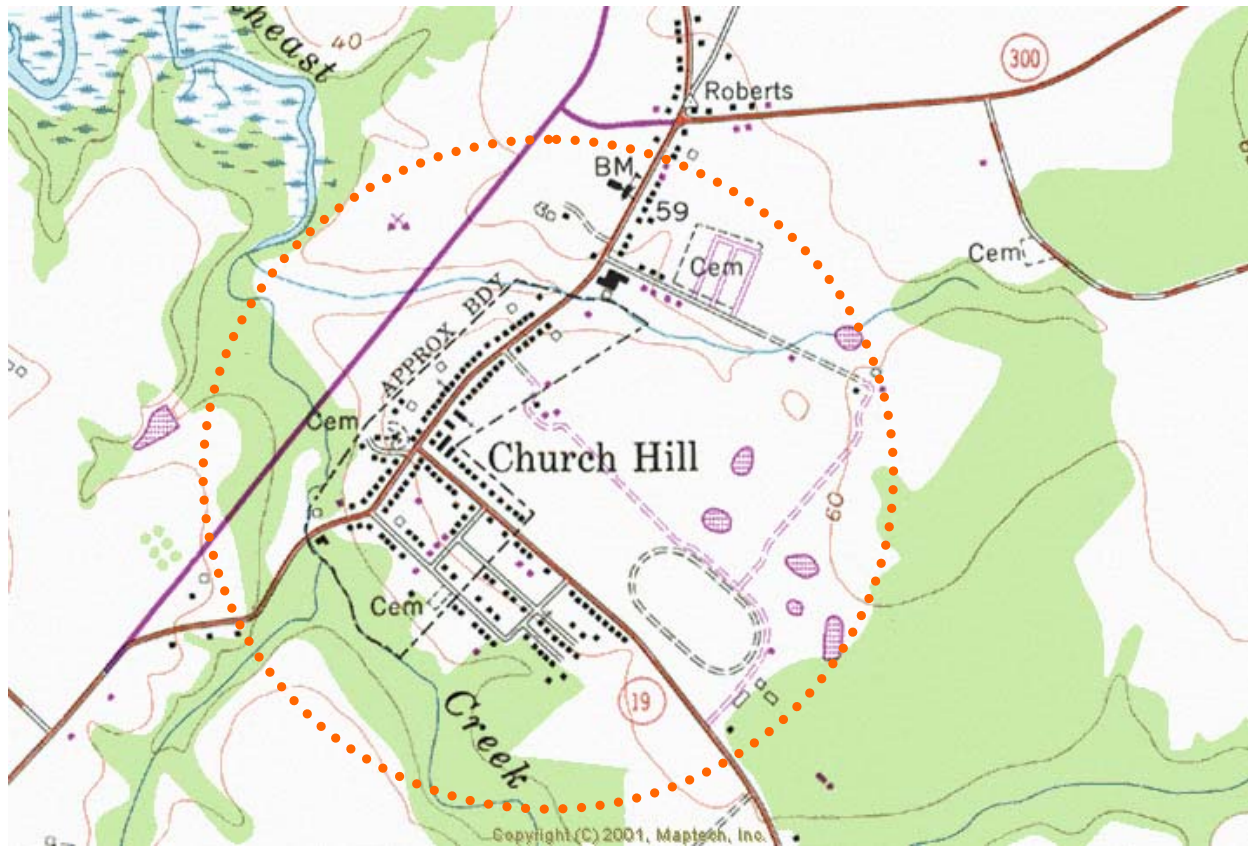 heast
40
300
Roberts
BM
59
Cem
Cem
APPROX BDY
Cem
Church Hill
60
Cem
19
Creek
Copyright (C) 2001, Maptech, Inc.